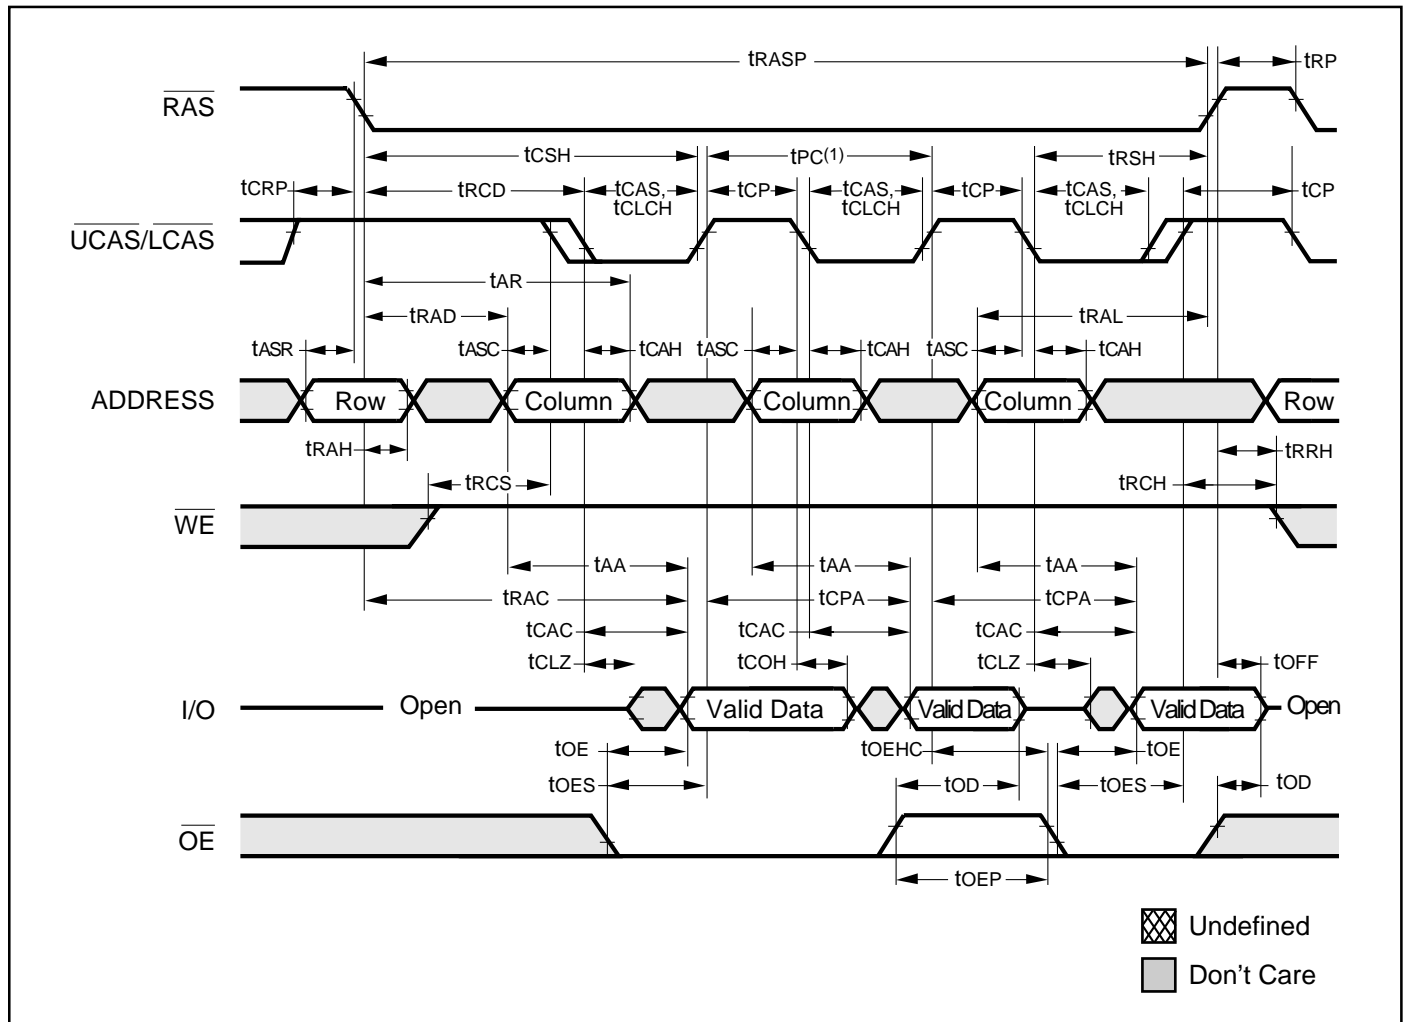 tRASP
tRP
RAS
tCSH
tPC(1)
tRSH
tCRP
tRCD
tCAS,
tCLCH
tCP
tCAS,
tCLCH
tCP
tCAS,
tCLCH
tCP
UCAS/LCAS
tAR
tRAD
tRAL
tASR
tASC
tCAH
tASC
tCAH
tASC
tCAH
ADDRESS
Row
Column
Column
Column
Row
tRAH
tRRH
tRCS
tRCH
WE
tAA
tAA
tAA
tRAC
tCPA
tCPA
tCAC
tCAC
tCAC
tCLZ
tCOH
tCLZ
tOFF
I/O
Open
Valid Data
Valid Data
Valid Data
Open
tOE
tOEHC
tOE
tOES
tOD
tOES
tOD
OE
tOEP
Undefined
Don't Care